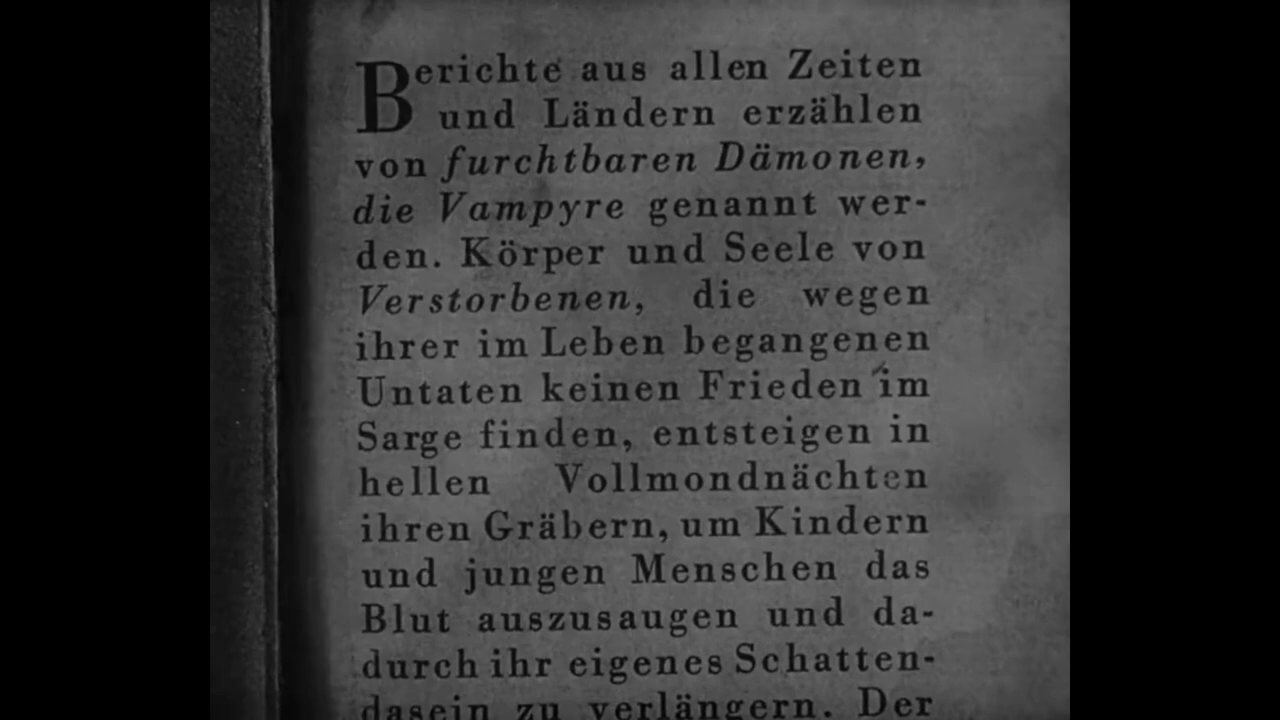 Berichte aus allen Zeiten
und Ländern erzählen
von furchtbaren Dämonen,
die Vampyre genannt wer-
den. Körper und Seele von
Verstorbenen, die wegen
ihrer im Leben begangenen
Untaten keinen Frieden im
Sarge finden, entsteigen in
hellen Vollmondnächten
ihren Gräbern, um Kindern
und jungen Menschen das
Blut auszusaugen und da-
durch ihr eigenes Schatten-
dasein zu verlängern. Der